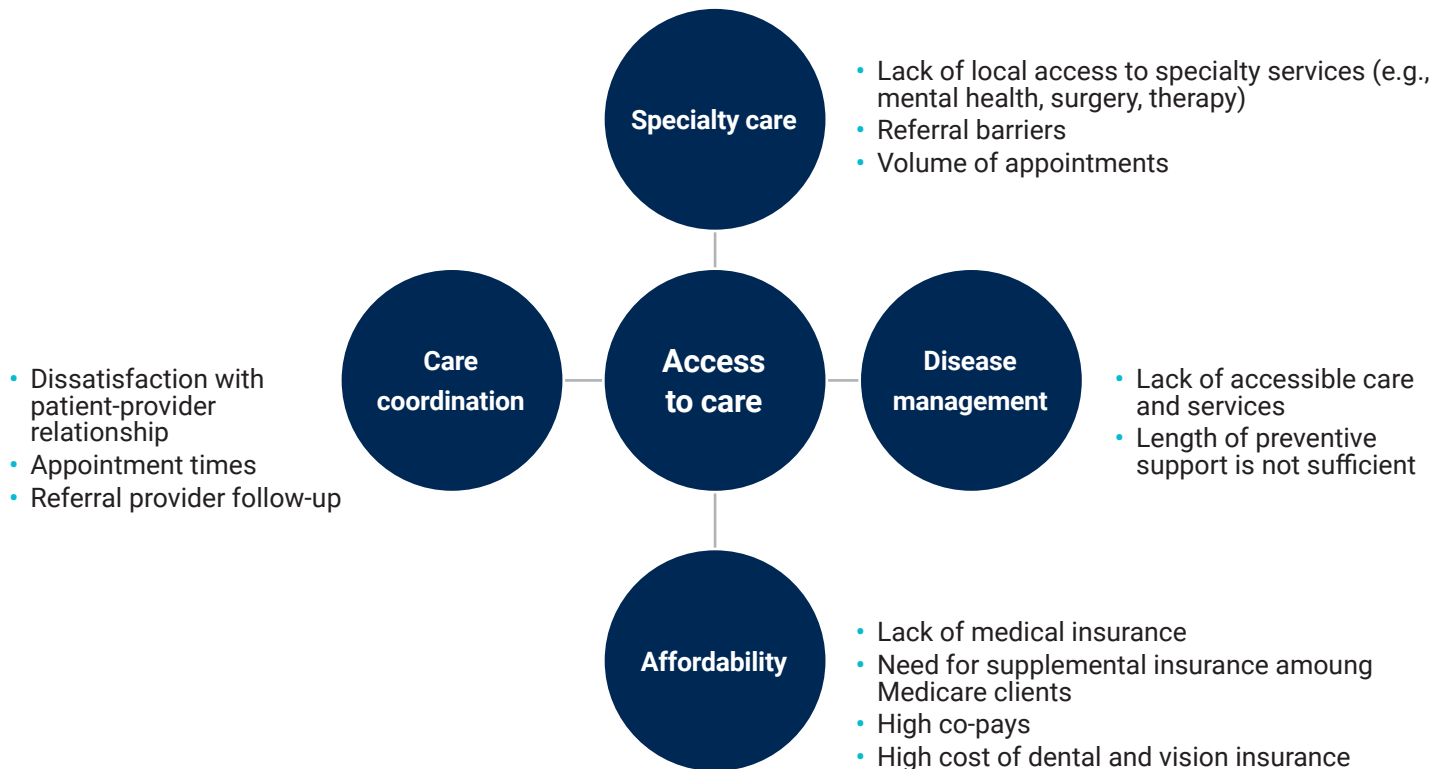 Specialty care
• Lack of local access to specialty services (e.g.,
mental health, surgery, therapy)
• Referral barriers
• Volume of appointments
• Dissatisfaction with
patient-provider
relationship
• Appointment times
• Referral provider follow-up
Care
coordination
Access
to care
Disease
management
• Lack of accessible care
and services
• Length of preventive
support is not sufficient
Affordability
• Lack of medical insurance
• Need for supplemental insurance amoung
Medicare clients
• High co-pays
• High cost of dental and vision insurance